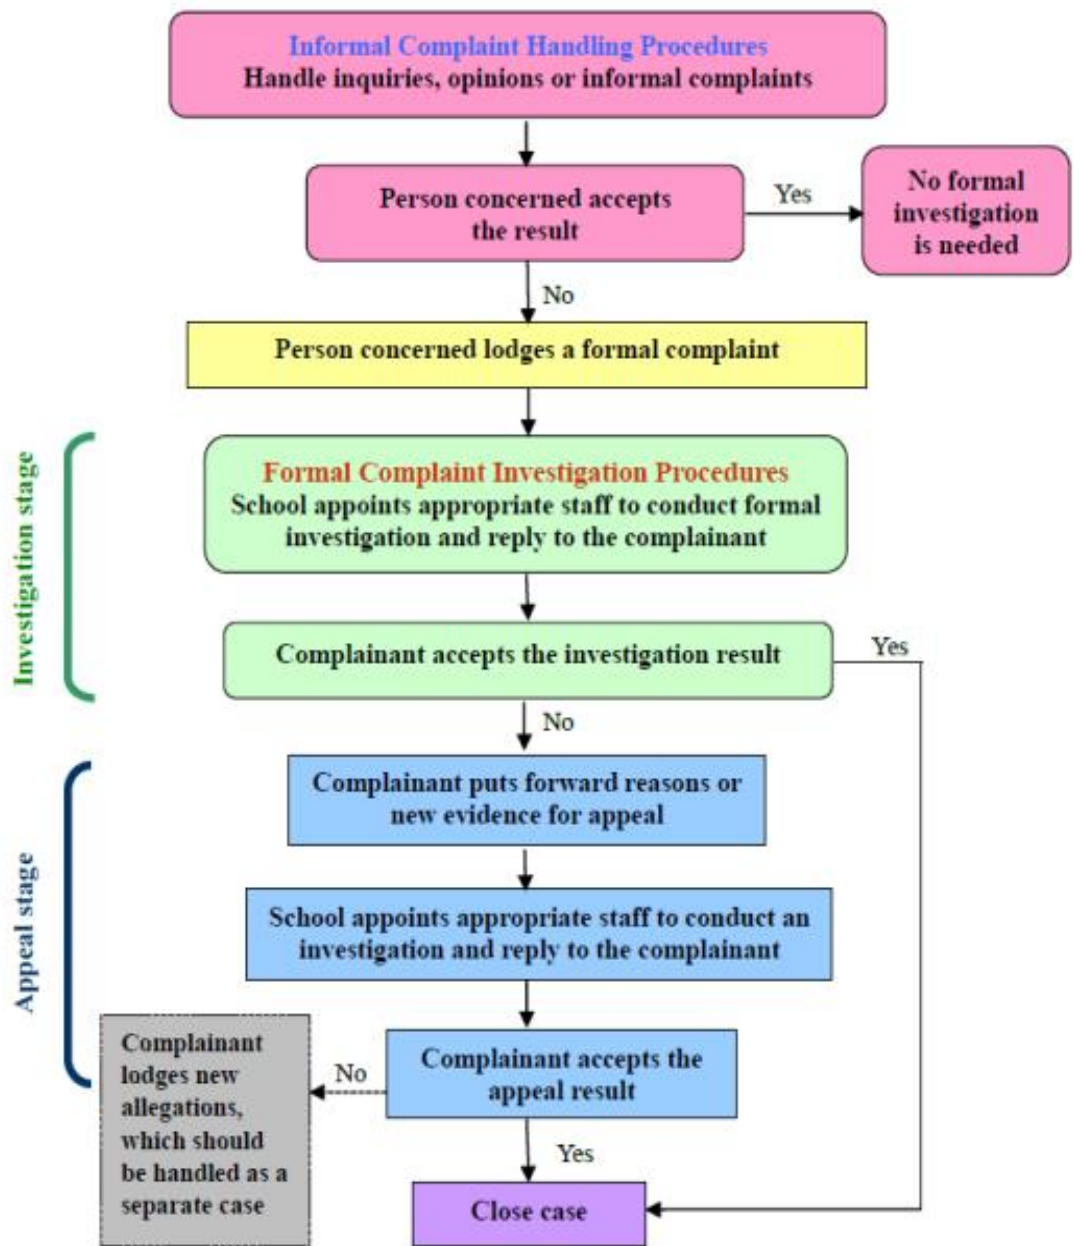 Informal Complaint Handling Procedures
Handle inquiries, opinions or informal complaints
Person concerned accepts
the result
Yes
No formal
investigation
is needed
No
Person concerned lodges a formal complaint
Investigation stage
Formal Complaint Investigation Procedures
School appoints appropriate staff to conduct formal
investigation and reply to the complainant
Complainant accepts the investigation result
Yes
No
Appeal stage
Complainant puts forward reasons or
new evidence for appeal
School appoints appropriate staff to conduct an
investigation and reply to the complainant
Complainant accepts the
appeal result
No
Complainant
lodges new
allegations,
which should
be handled as a
separate case
Yes
Close case